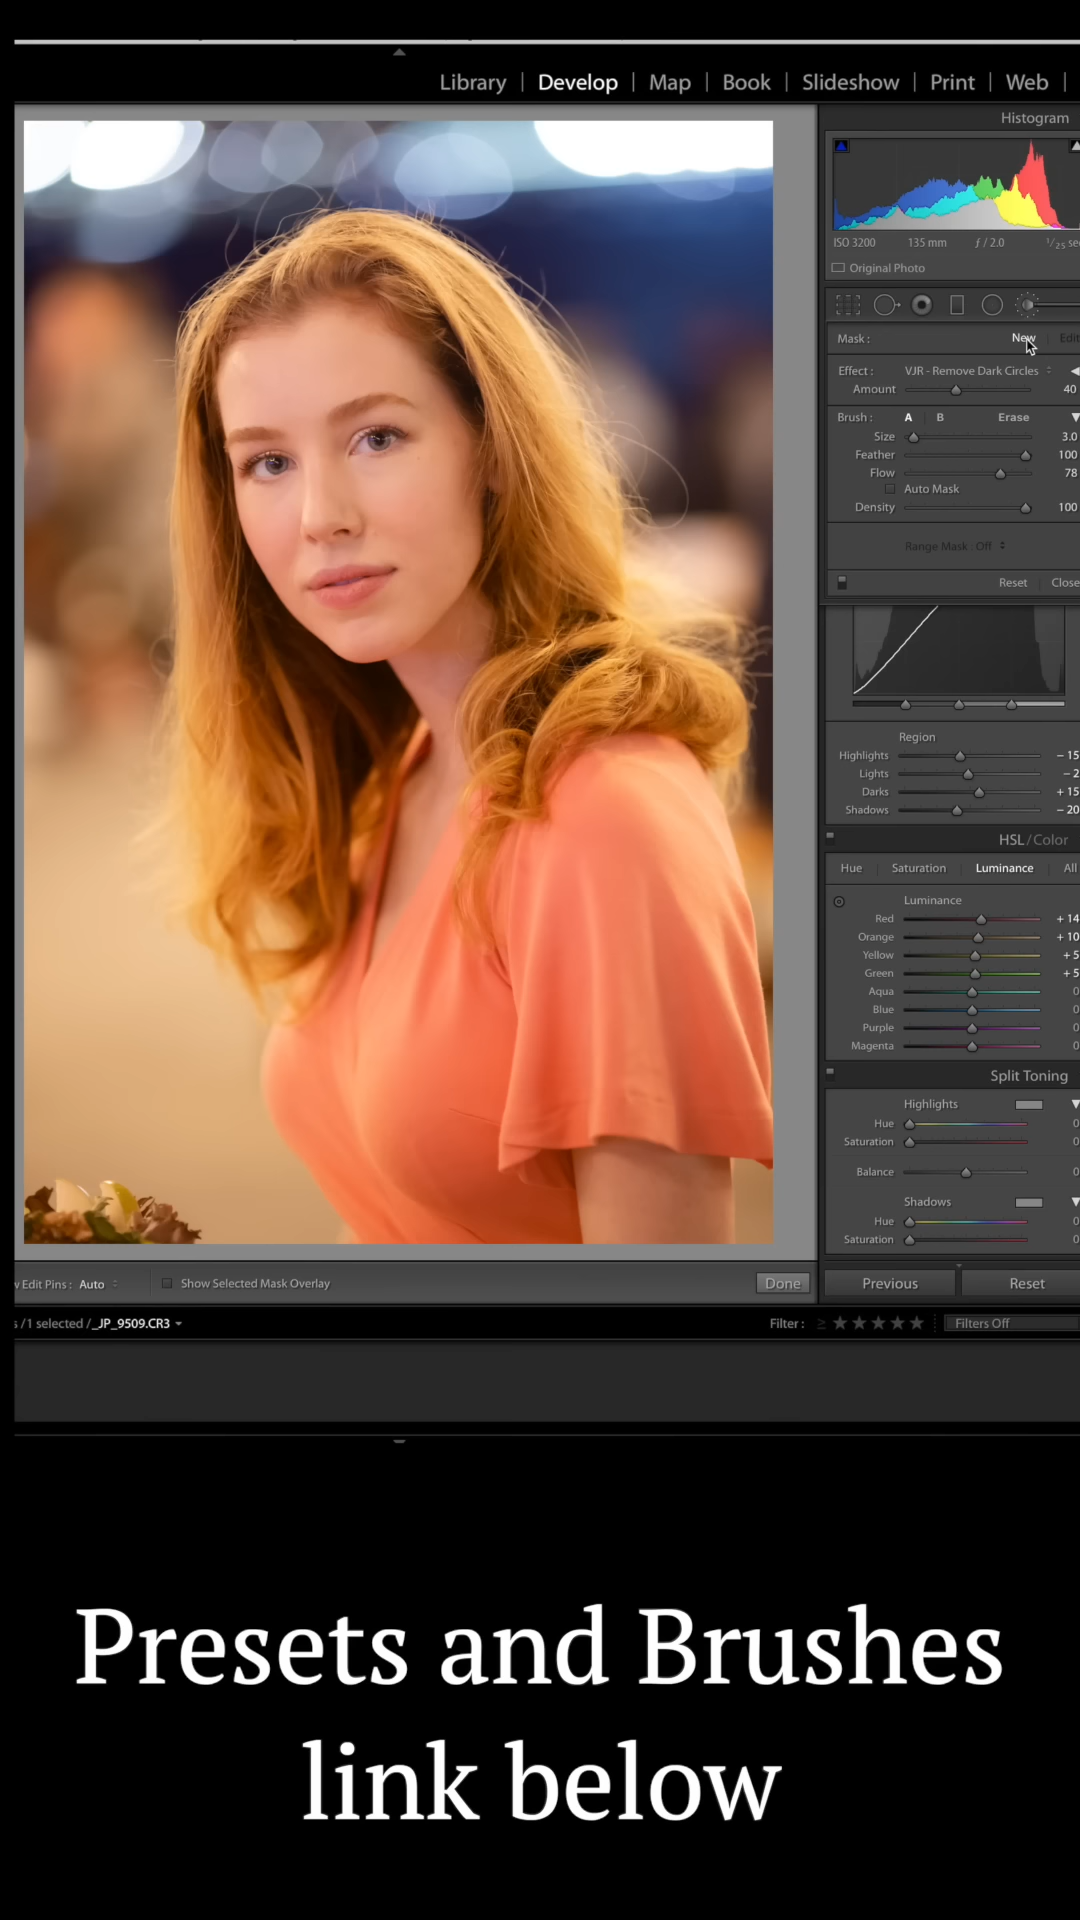 Library | Develop | Map | Book | Slideshow | Print | Web |
Histogram
ISO 3200 135 mm ƒ / 2.0 1/25 sec
Original Photo
Mask : New | Edit
Effect : VJR - Remove Dark Circles
Amount 40
Brush : A | B Erase
Size 3.0
Feather 100
Flow 78
Auto Mask
Density 100
Range Mask : Off
Reset | Close
Region
Highlights − 15
Lights − 2
Darks + 15
Shadows − 20
HSL / Color
Hue | Saturation | Luminance | All
Luminance
Red + 14
Orange + 10
Yellow + 5
Green + 5
Aqua 0
Blue 0
Purple 0
Magenta 0
Split Toning
Highlights
Hue 0
Saturation 0
Balance 0
Shadows
Hue 0
Saturation 0
Edit Pins : Auto Show Selected Mask Overlay Done
Previous Reset
/1 selected / _JP_9509.CR3 Filter : ≥ ★ ★ ★ ★ ★ Filters Off
Presets and Brushes
link below